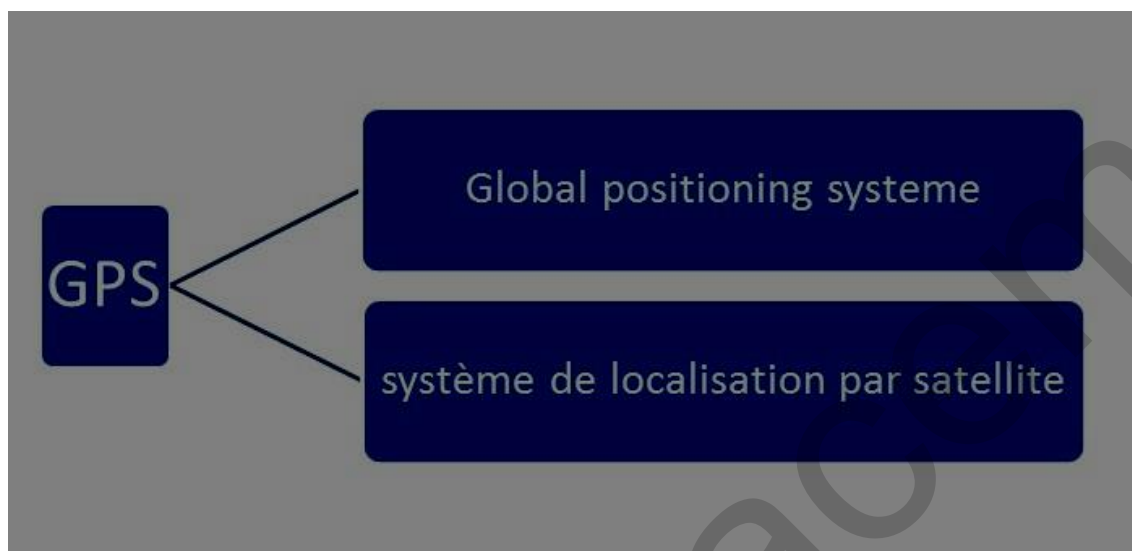 Global positioning systeme
GPS
système de localisation par satellite